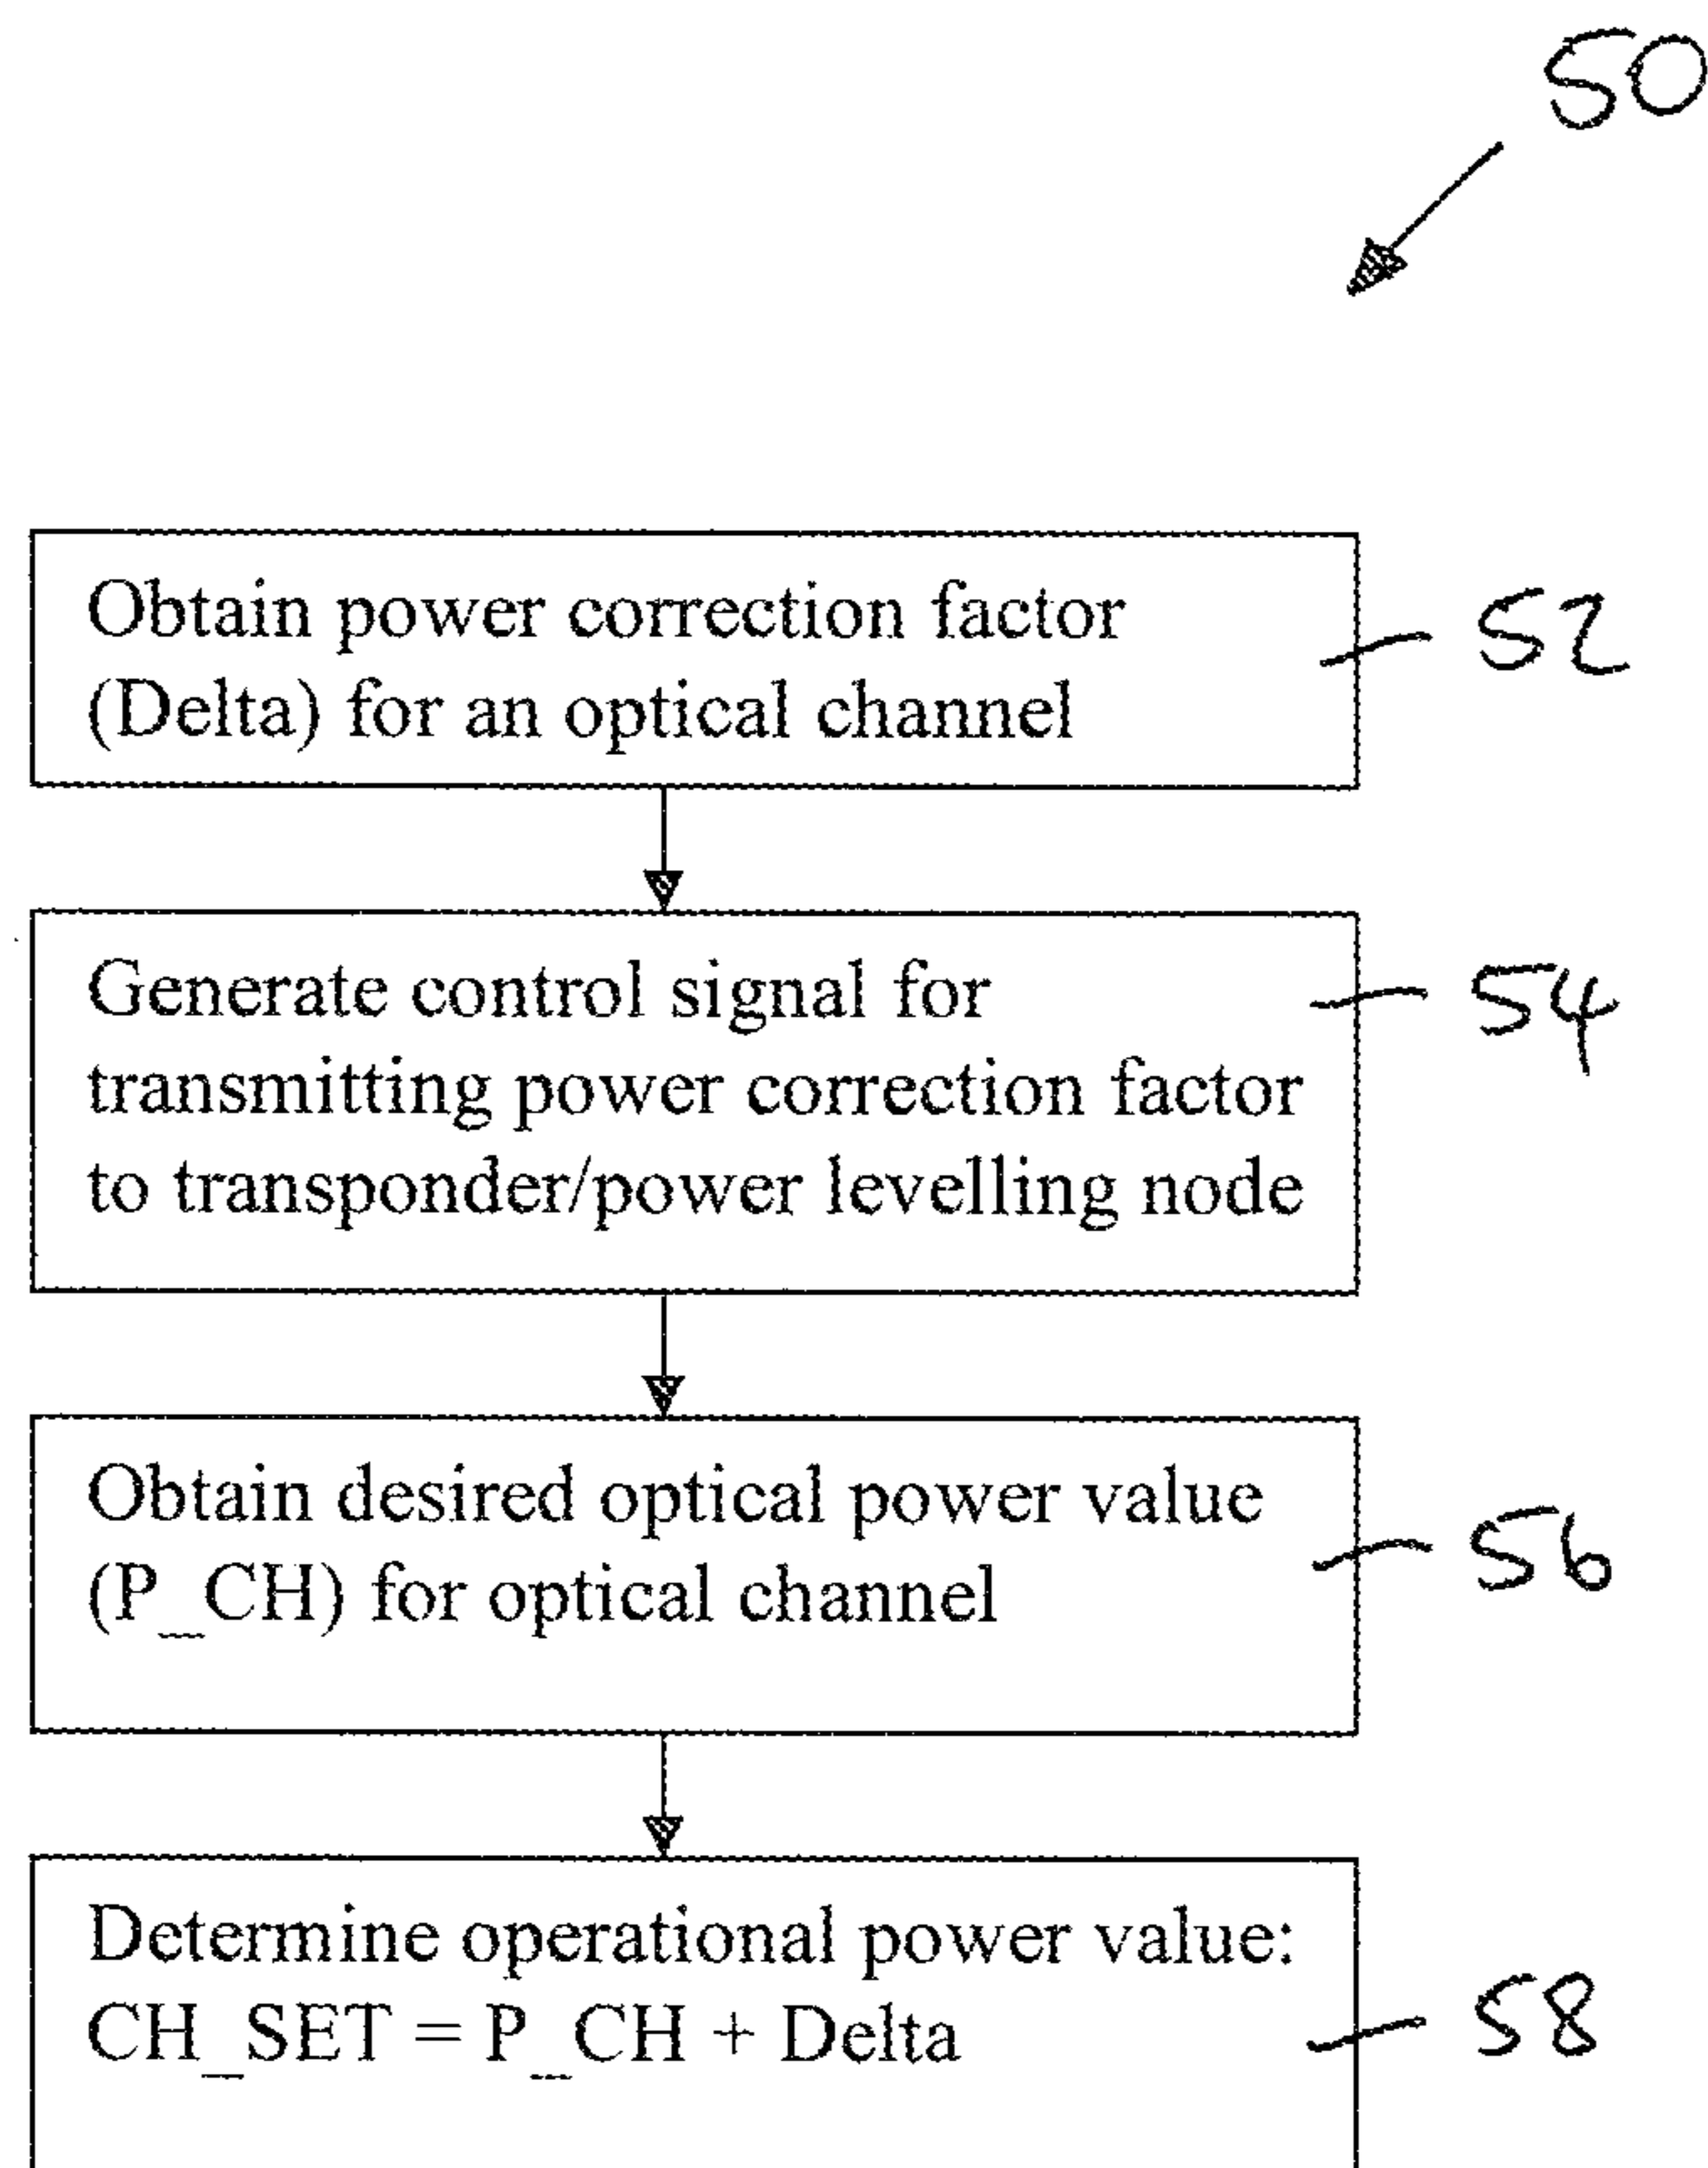 50
Obtain power correction factor
(Delta) for an optical channel
52
Generate control signal for
transmitting power correction factor
to transponder/power levelling node
54
Obtain desired optical power value
(P_CH) for optical channel
56
Determine operational power value:
CH_SET = P_CH + Delta
58